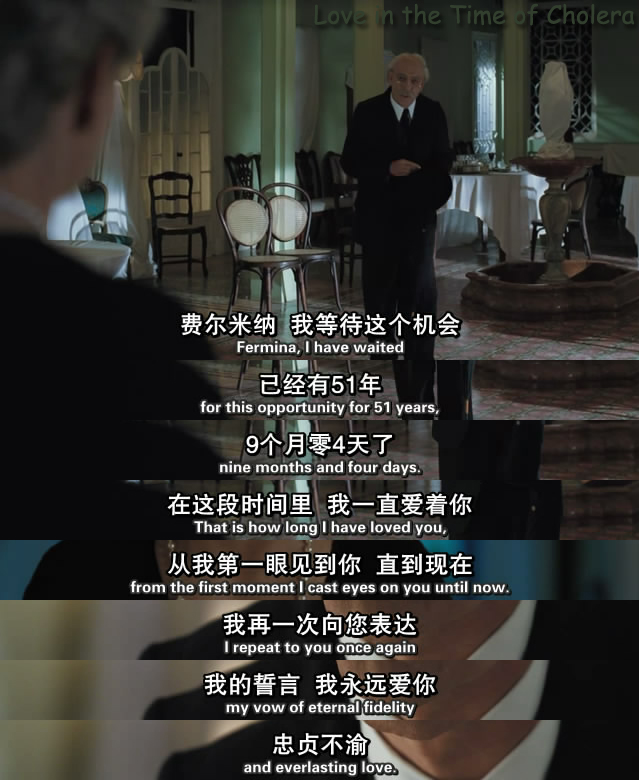 Love in the Time of Cholera
费尔米纳 我等待这个机会
Fermina, I have waited
已经有51年
for this opportunity for 51 years,
9个月零4天了
nine months and four days.
在这段时间里 我一直爱着你
That is how long I have loved you,
从我第一眼见到你 直到现在
from the first moment I cast eyes on you until now.
我再一次向您表达
I repeat to you once again
我的誓言 我永远爱你
my vow of eternal fidelity
忠贞不渝
and everlasting love.